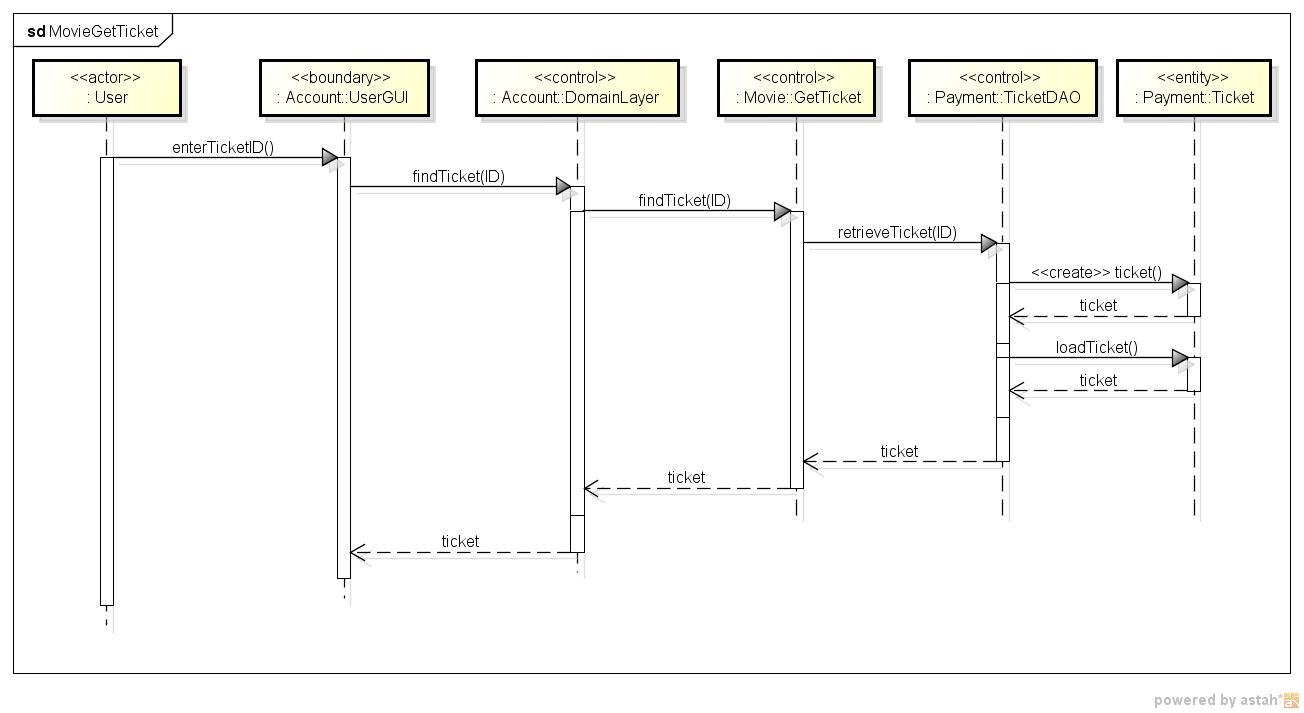 sd MovieGetTicket
<<actor>>
: User
<<boundary>>
: Account::UserGUI
<<control>>
: Account::DomainLayer
<<control>>
: Movie::GetTicket
<<control>>
: Payment::TicketDAO
<<entity>>
: Payment::Ticket
enterTicketID()
findTicket(ID)
findTicket(ID)
retrieveTicket(ID)
<<create>> ticket()
ticket
loadTicket()
ticket
ticket
ticket
ticket
powered by astah*